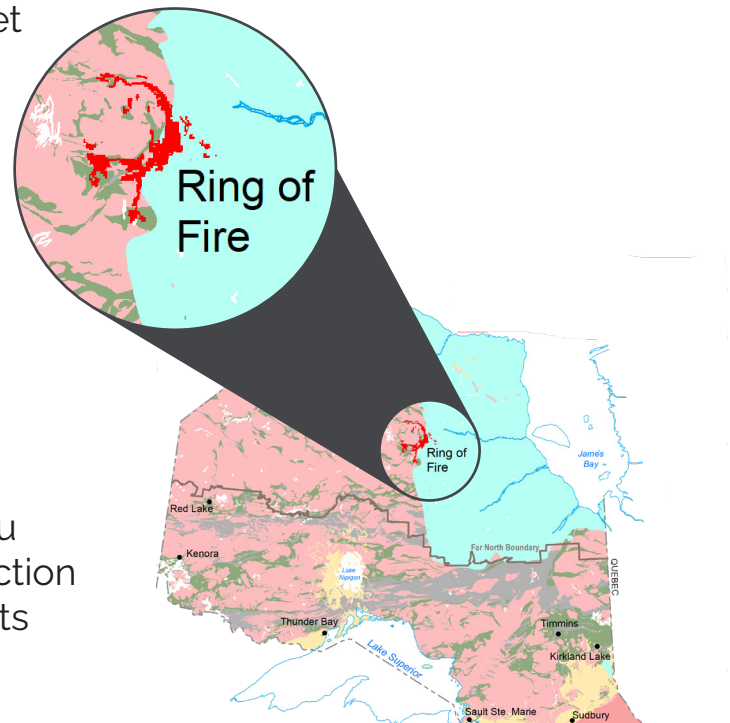 et
Ring of
Fire
Ring of
Fire
James
Bay
Red Lake
u
Kenora
ction
ts
Far North Boundary
Lake
Nipigon
QUEBEC
Thunder Bay
Timmins
Lake Superior
Kirkland Lake
Sault Ste. Marie
Sudbury